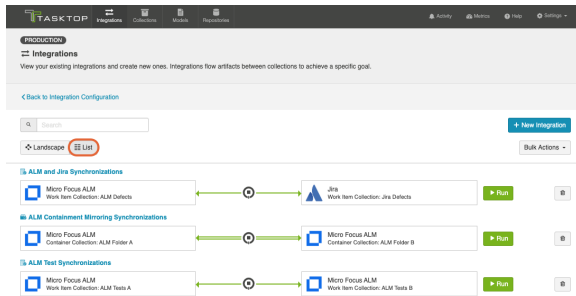 TASKTOP
Integrations
Collections
Models
Repositories
Activity
Metrics
Help
Settings
PRODUCTION
Integrations
View your existing integrations and create new ones. Integrations flow artifacts between collections to achieve a specific goal.
Back to Integration Configuration
Search
+ New Integration
Landscape
List
Bulk Actions
ALM and Jira Synchronizations
Micro Focus ALM
Work Item Collection: ALM Defects
Jira
Work Item Collection: Jira Defects
Run
ALM Containment Mirroring Synchronizations
Micro Focus ALM
Container Collection: ALM Folder A
Micro Focus ALM
Container Collection: ALM Folder B
Run
ALM Test Synchronizations
Micro Focus ALM
Work Item Collection: ALM Tests A
Micro Focus ALM
Work Item Collection: ALM Tests B
Run